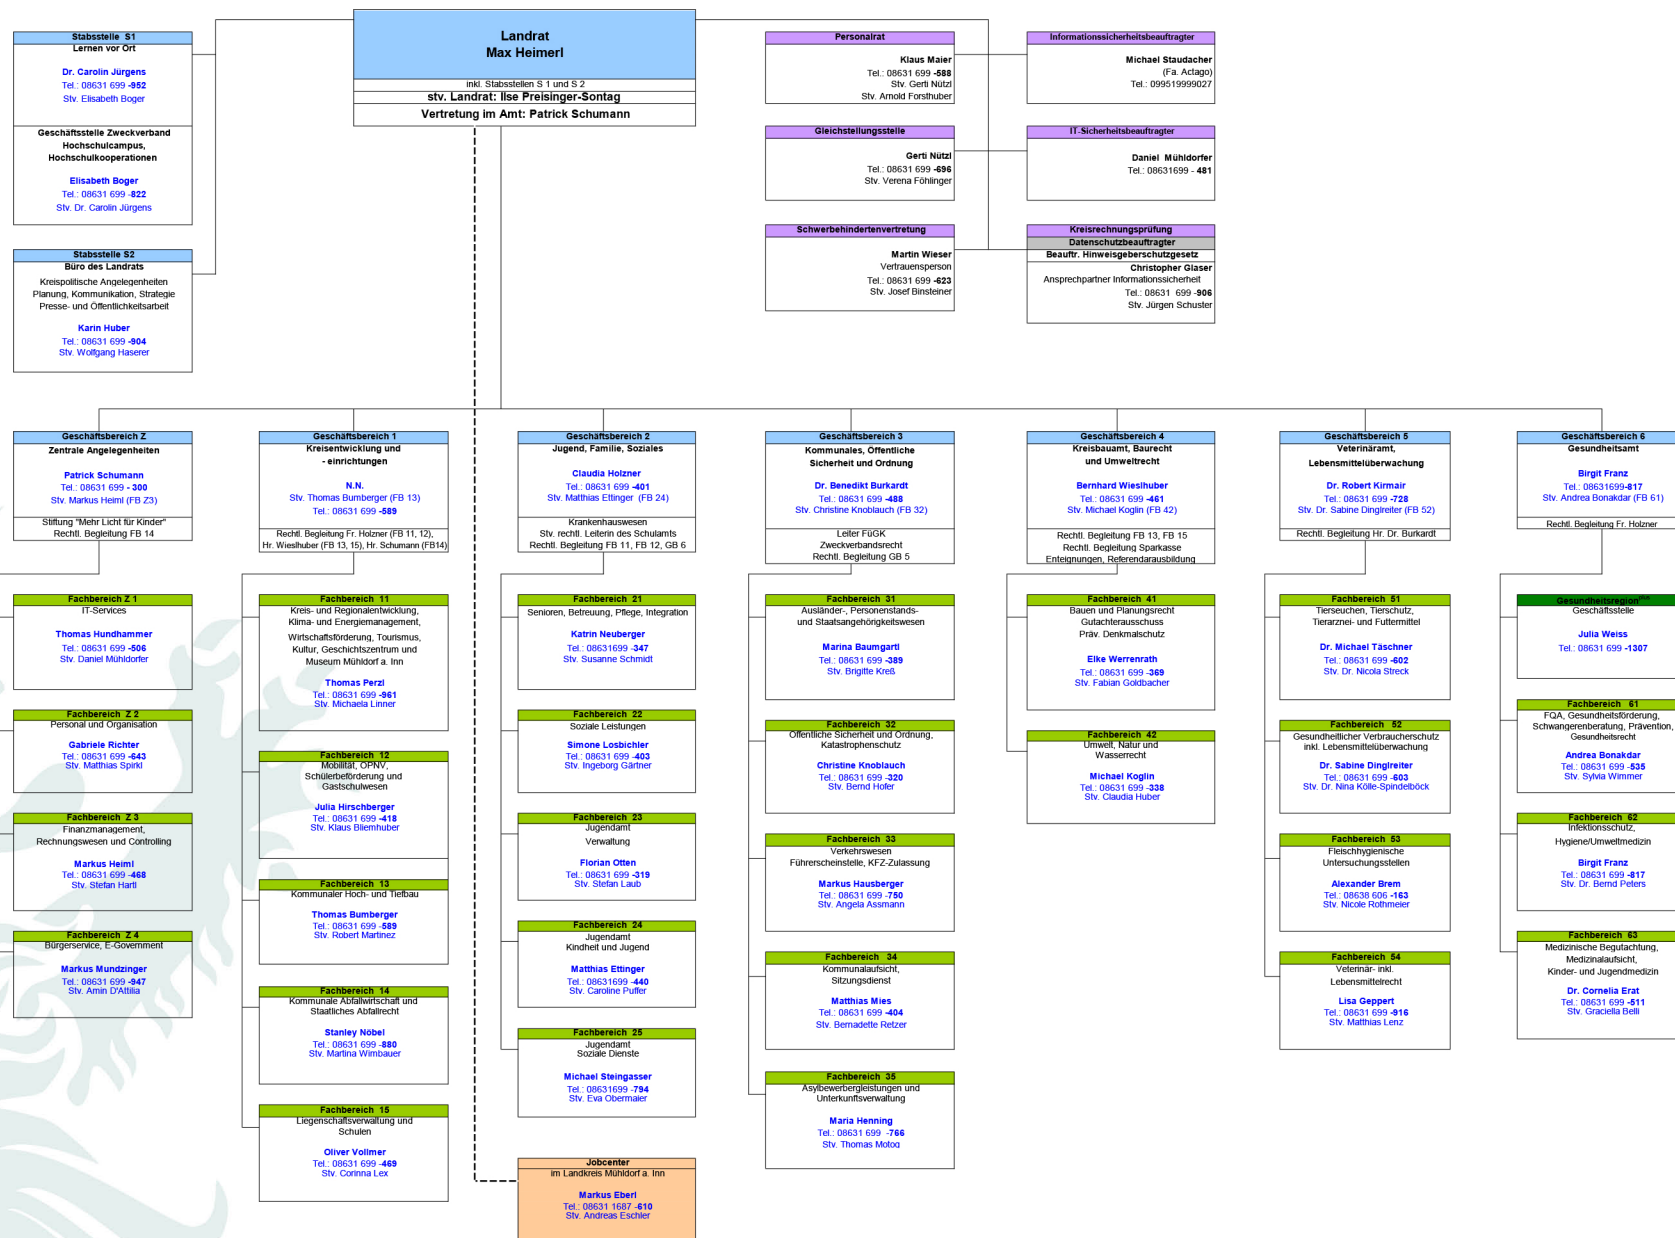 Stabsstelle S1
Lernen vor Ort
Dr. Carolin Jürgens
Tel.: 08631 699 -952
Stv. Elisabeth Boger
Geschäftsstelle Zweckverband
Hochschulcampus,
Hochschulkooperationen
Elisabeth Boger
Tel.: 08631 699 -822
Stv. Dr. Carolin Jürgens
Stabsstelle S2
Büro des Landrats
Kreispolitische Angelegenheiten
Planung, Kommunikation, Strategie
Presse- und Öffentlichkeitsarbeit
Karin Huber
Tel.: 08631 699 -904
Stv. Wolfgang Haserer
Landrat
Max Heimerl
inkl. Stabsstellen S 1 und S 2
stv. Landrat: Ilse Preisinger-Sontag
Vertretung im Amt: Patrick Schumann
Personalrat
Klaus Maier
Tel.: 08631 699 -588
Stv. Gerti Nützl
Stv. Arnold Forsthuber
Gleichstellungsstelle
Gerti Nützl
Tel.: 08631 699 -696
Stv. Verena Föhlinger
Schwerbehindertenvertretung
Martin Wieser
Vertrauensperson
Tel.: 08631 699 -623
Stv. Josef Binsteiner
Informationssicherheitsbeauftragter
Michael Staudacher
(Fa. Actago)
Tel.: 099519999027
IT-Sicherheitsbeauftragter
Daniel Mühldorfer
Tel.: 08631699 - 481
Kreisrechnungsprüfung
Datenschutzbeauftragter
Beauftr. Hinweisgeberschutzgesetz
Christopher Glaser
Ansprechpartner Informationssicherheit
Tel.: 08631 699 -906
Stv. Jürgen Schuster
Geschäftsbereich Z
Zentrale Angelegenheiten
Patrick Schumann
Tel.: 08631 699 - 300
Stv. Markus Heiml (FB Z3)
Stiftung "Mehr Licht für Kinder"
Rechtl. Begleitung FB 14
Fachbereich Z 1
IT-Services
Thomas Hundhammer
Tel.: 08631 699 -506
Stv. Daniel Mühldorfer
Fachbereich Z 2
Personal und Organisation
Gabriele Richter
Tel.: 08631 699 -643
Stv. Matthias Spirkl
Fachbereich Z 3
Finanzmanagement,
Rechnungswesen und Controlling
Markus Heiml
Tel.: 08631 699 -468
Stv. Stefan Hartl
Fachbereich Z 4
Bürgerservice, E-Government
Markus Mundzinger
Tel.: 08631 699 -947
Stv. Amin D'Attilia
Geschäftsbereich 1
Kreisentwicklung und
- einrichtungen
N.N.
Stv. Thomas Bumberger (FB 13)
Tel.: 08631 699 -589
Rechtl. Begleitung Fr. Holzner (FB 11, 12),
Hr. Wieslhuber (FB 13, 15), Hr. Schumann (FB14)
Fachbereich 11
Kreis- und Regionalentwicklung,
Klima- und Energiemanagement,
Wirtschaftsförderung, Tourismus,
Kultur, Geschichtszentrum und
Museum Mühldorf a. Inn
Thomas Perzl
Tel.: 08631 699 -961
Stv. Michaela Linner
Fachbereich 12
Mobilität, ÖPNV,
Schülerbeförderung und
Gastschulwesen
Julia Hirschberger
Tel.: 08631 699 -418
Stv. Klaus Bliemhuber
Fachbereich 13
Kommunaler Hoch- und Tiefbau
Thomas Bumberger
Tel.: 08631 699 -589
Stv. Robert Martinez
Fachbereich 14
Kommunale Abfallwirtschaft und
Staatliches Abfallrecht
Stanley Nöbel
Tel.: 08631 699 -880
Stv. Martina Wimbauer
Fachbereich 15
Liegenschaftsverwaltung und
Schulen
Oliver Vollmer
Tel.: 08631 699 -469
Stv. Corinna Lex
Geschäftsbereich 2
Jugend, Familie, Soziales
Claudia Holzner
Tel.: 08631 699 -401
Stv. Matthias Ettinger (FB 24)
Krankenhauswesen
Stv. rechtl. Leiterin des Schulamts
Rechtl. Begleitung FB 11, FB 12, GB 6
Fachbereich 21
Senioren, Betreuung, Pflege, Integration
Katrin Neuberger
Tel.: 08631699 -347
Stv. Susanne Schmidt
Fachbereich 22
Soziale Leistungen
Simone Losbichler
Tel.: 08631 699 -403
Stv. Ingeborg Gärtner
Fachbereich 23
Jugendamt
Verwaltung
Florian Otten
Tel.: 08631 699 -319
Stv. Stefan Laub
Fachbereich 24
Jugendamt
Kindheit und Jugend
Matthias Ettinger
Tel.: 08631699 -440
Stv. Caroline Puffer
Fachbereich 25
Jugendamt
Soziale Dienste
Michael Steingasser
Tel.: 08631699 -794
Stv. Eva Obermaier
Jobcenter
im Landkreis Mühldorf a. Inn
Markus Eberl
Tel.: 08631 1687 -610
Stv. Andreas Eschler
Geschäftsbereich 3
Kommunales, Öffentliche
Sicherheit und Ordnung
Dr. Benedikt Burkardt
Tel.: 08631 699 -488
Stv. Christine Knoblauch (FB 32)
Leiter FüGK
Zweckverbandsrecht
Rechtl. Begleitung GB 5
Fachbereich 31
Ausländer-, Personenstands-
und Staatsangehörigkeitswesen
Marina Baumgartl
Tel.: 08631 699 -389
Stv. Brigitte Kreß
Fachbereich 32
Öffentliche Sicherheit und Ordnung,
Katastrophenschutz
Christine Knoblauch
Tel.: 08631 699 -320
Stv. Bernd Hofer
Fachbereich 33
Verkehrswesen
Führerscheinstelle, KFZ-Zulassung
Markus Hausberger
Tel.: 08631 699 -750
Stv. Angela Assmann
Fachbereich 34
Kommunalaufsicht,
Sitzungsdienst
Matthias Mies
Tel.: 08631 699 -404
Stv. Bernadette Retzer
Fachbereich 35
Asylbewerbergleistungen und
Unterkunftsverwaltung
Maria Henning
Tel.: 08631 699 -766
Stv. Thomas Motog
Geschäftsbereich 4
Kreisbauamt, Baurecht
und Umweltrecht
Bernhard Wieslhuber
Tel.: 08631 699 -461
Stv. Michael Koglin (FB 42)
Rechtl. Begleitung FB 13, FB 15
Rechtl. Begleitung Sparkasse
Enteignungen, Referendarausbildung
Fachbereich 41
Bauen und Planungsrecht
Gutachterausschuss
Präv. Denkmalschutz
Elke Werrenrath
Tel.: 08631 699 -369
Stv. Fabian Goldbacher
Fachbereich 42
Umwelt, Natur und
Wasserrecht
Michael Koglin
Tel.: 08631 699 -338
Stv. Claudia Huber
Geschäftsbereich 5
Veterinäramt,
Lebensmittelüberwachung
Dr. Robert Kirmair
Tel.: 08631 699 -728
Stv. Dr. Sabine Dinglreiter (FB 52)
Rechtl. Begleitung Hr. Dr. Burkardt
Fachbereich 51
Tierseuchen, Tierschutz,
Tierarznei- und Futtermittel
Dr. Michael Täschner
Tel.: 08631 699 -602
Stv. Dr. Nicola Streck
Fachbereich 52
Gesundheitlicher Verbraucherschutz
inkl. Lebensmittelüberwachung
Dr. Sabine Dinglreiter
Tel.: 08631 699 -603
Stv. Dr. Nina Kölle-Spindelböck
Fachbereich 53
Fleischhygienische
Untersuchungsstellen
Alexander Brem
Tel.: 08638 606 -163
Stv. Nicole Rothmeier
Fachbereich 54
Veterinär- inkl.
Lebensmittelrecht
Lisa Geppert
Tel.: 08631 699 -916
Stv. Matthias Lenz
Geschäftsbereich 6
Gesundheitsamt
Birgit Franz
Tel.: 08631699-817
Stv. Andrea Bonakdar (FB 61)
Rechtl. Begleitung Fr. Holzner
Gesundheitsregion plus
Geschäftsstelle
Julia Weiss
Tel.: 08631 699 -1307
Fachbereich 61
FQA, Gesundheitsförderung,
Schwangerenberatung, Prävention,
Gesundheitsrecht
Andrea Bonakdar
Tel.: 08631 699 -535
Stv. Sylvia Wimmer
Fachbereich 62
Infektionsschutz,
Hygiene/Umweltmedizin
Birgit Franz
Tel.: 08631 699 -817
Stv. Dr. Bernd Peters
Fachbereich 63
Medizinische Begutachtung,
Medizinalaufsicht,
Kinder- und Jugendmedizin
Dr. Cornelia Erat
Tel.: 08631 699 -511
Stv. Graciella Belli